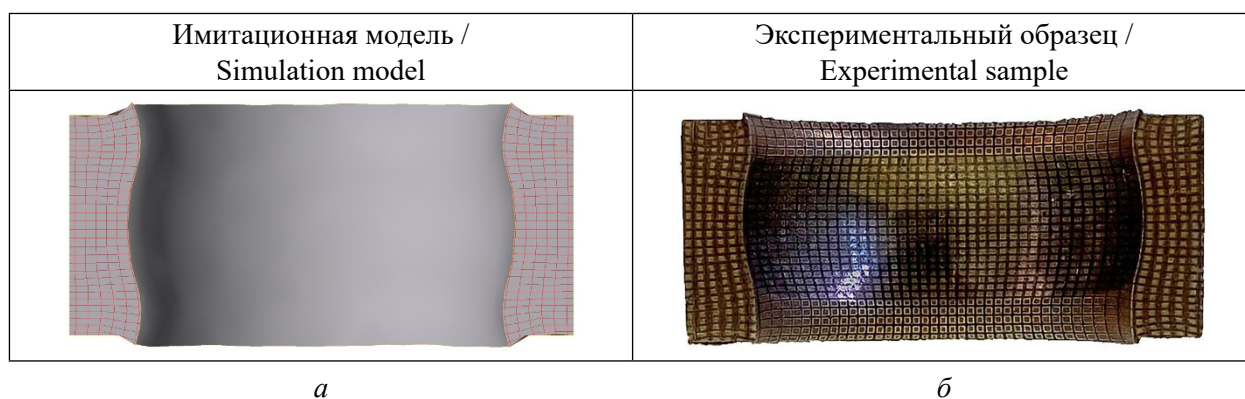 Имитационная модель /
Simulation model
Экспериментальный образец /
Experimental sample
а
б